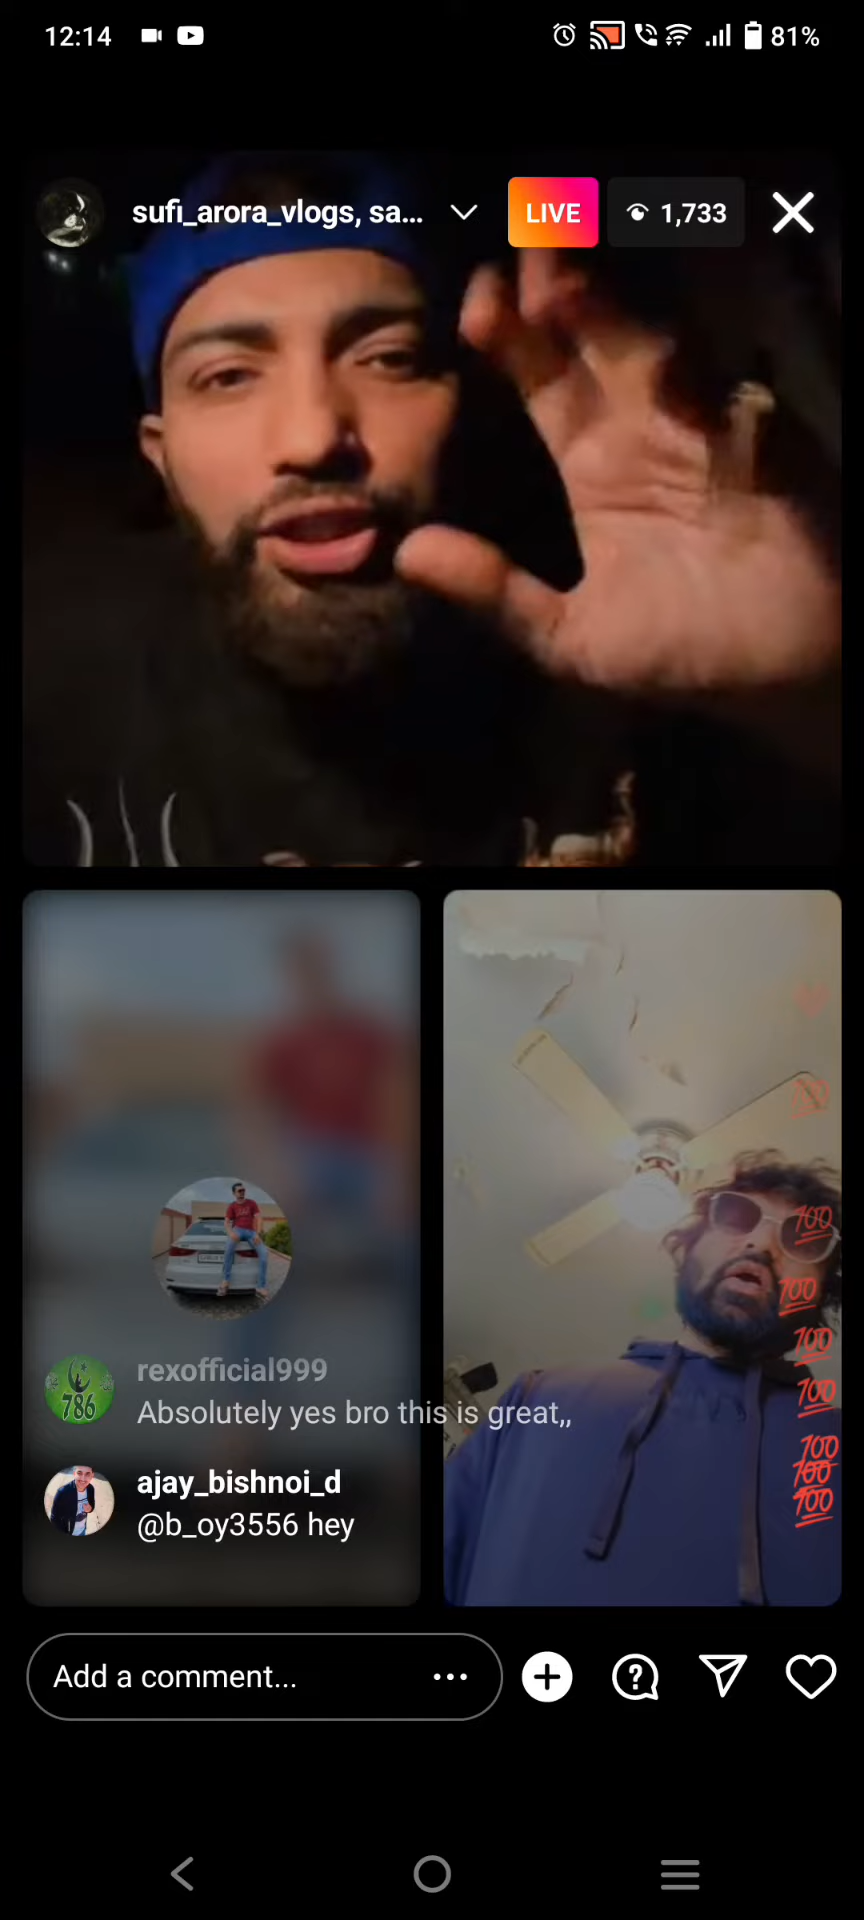 12:14
81%
sufi_arora_vlogs, sa...
LIVE
1,733
100
100
100
100
100
100
100
100
786
rexofficial999
Absolutely yes bro this is great,,
ajay_bishnoi_d
@b_oy3556 hey
Add a comment...